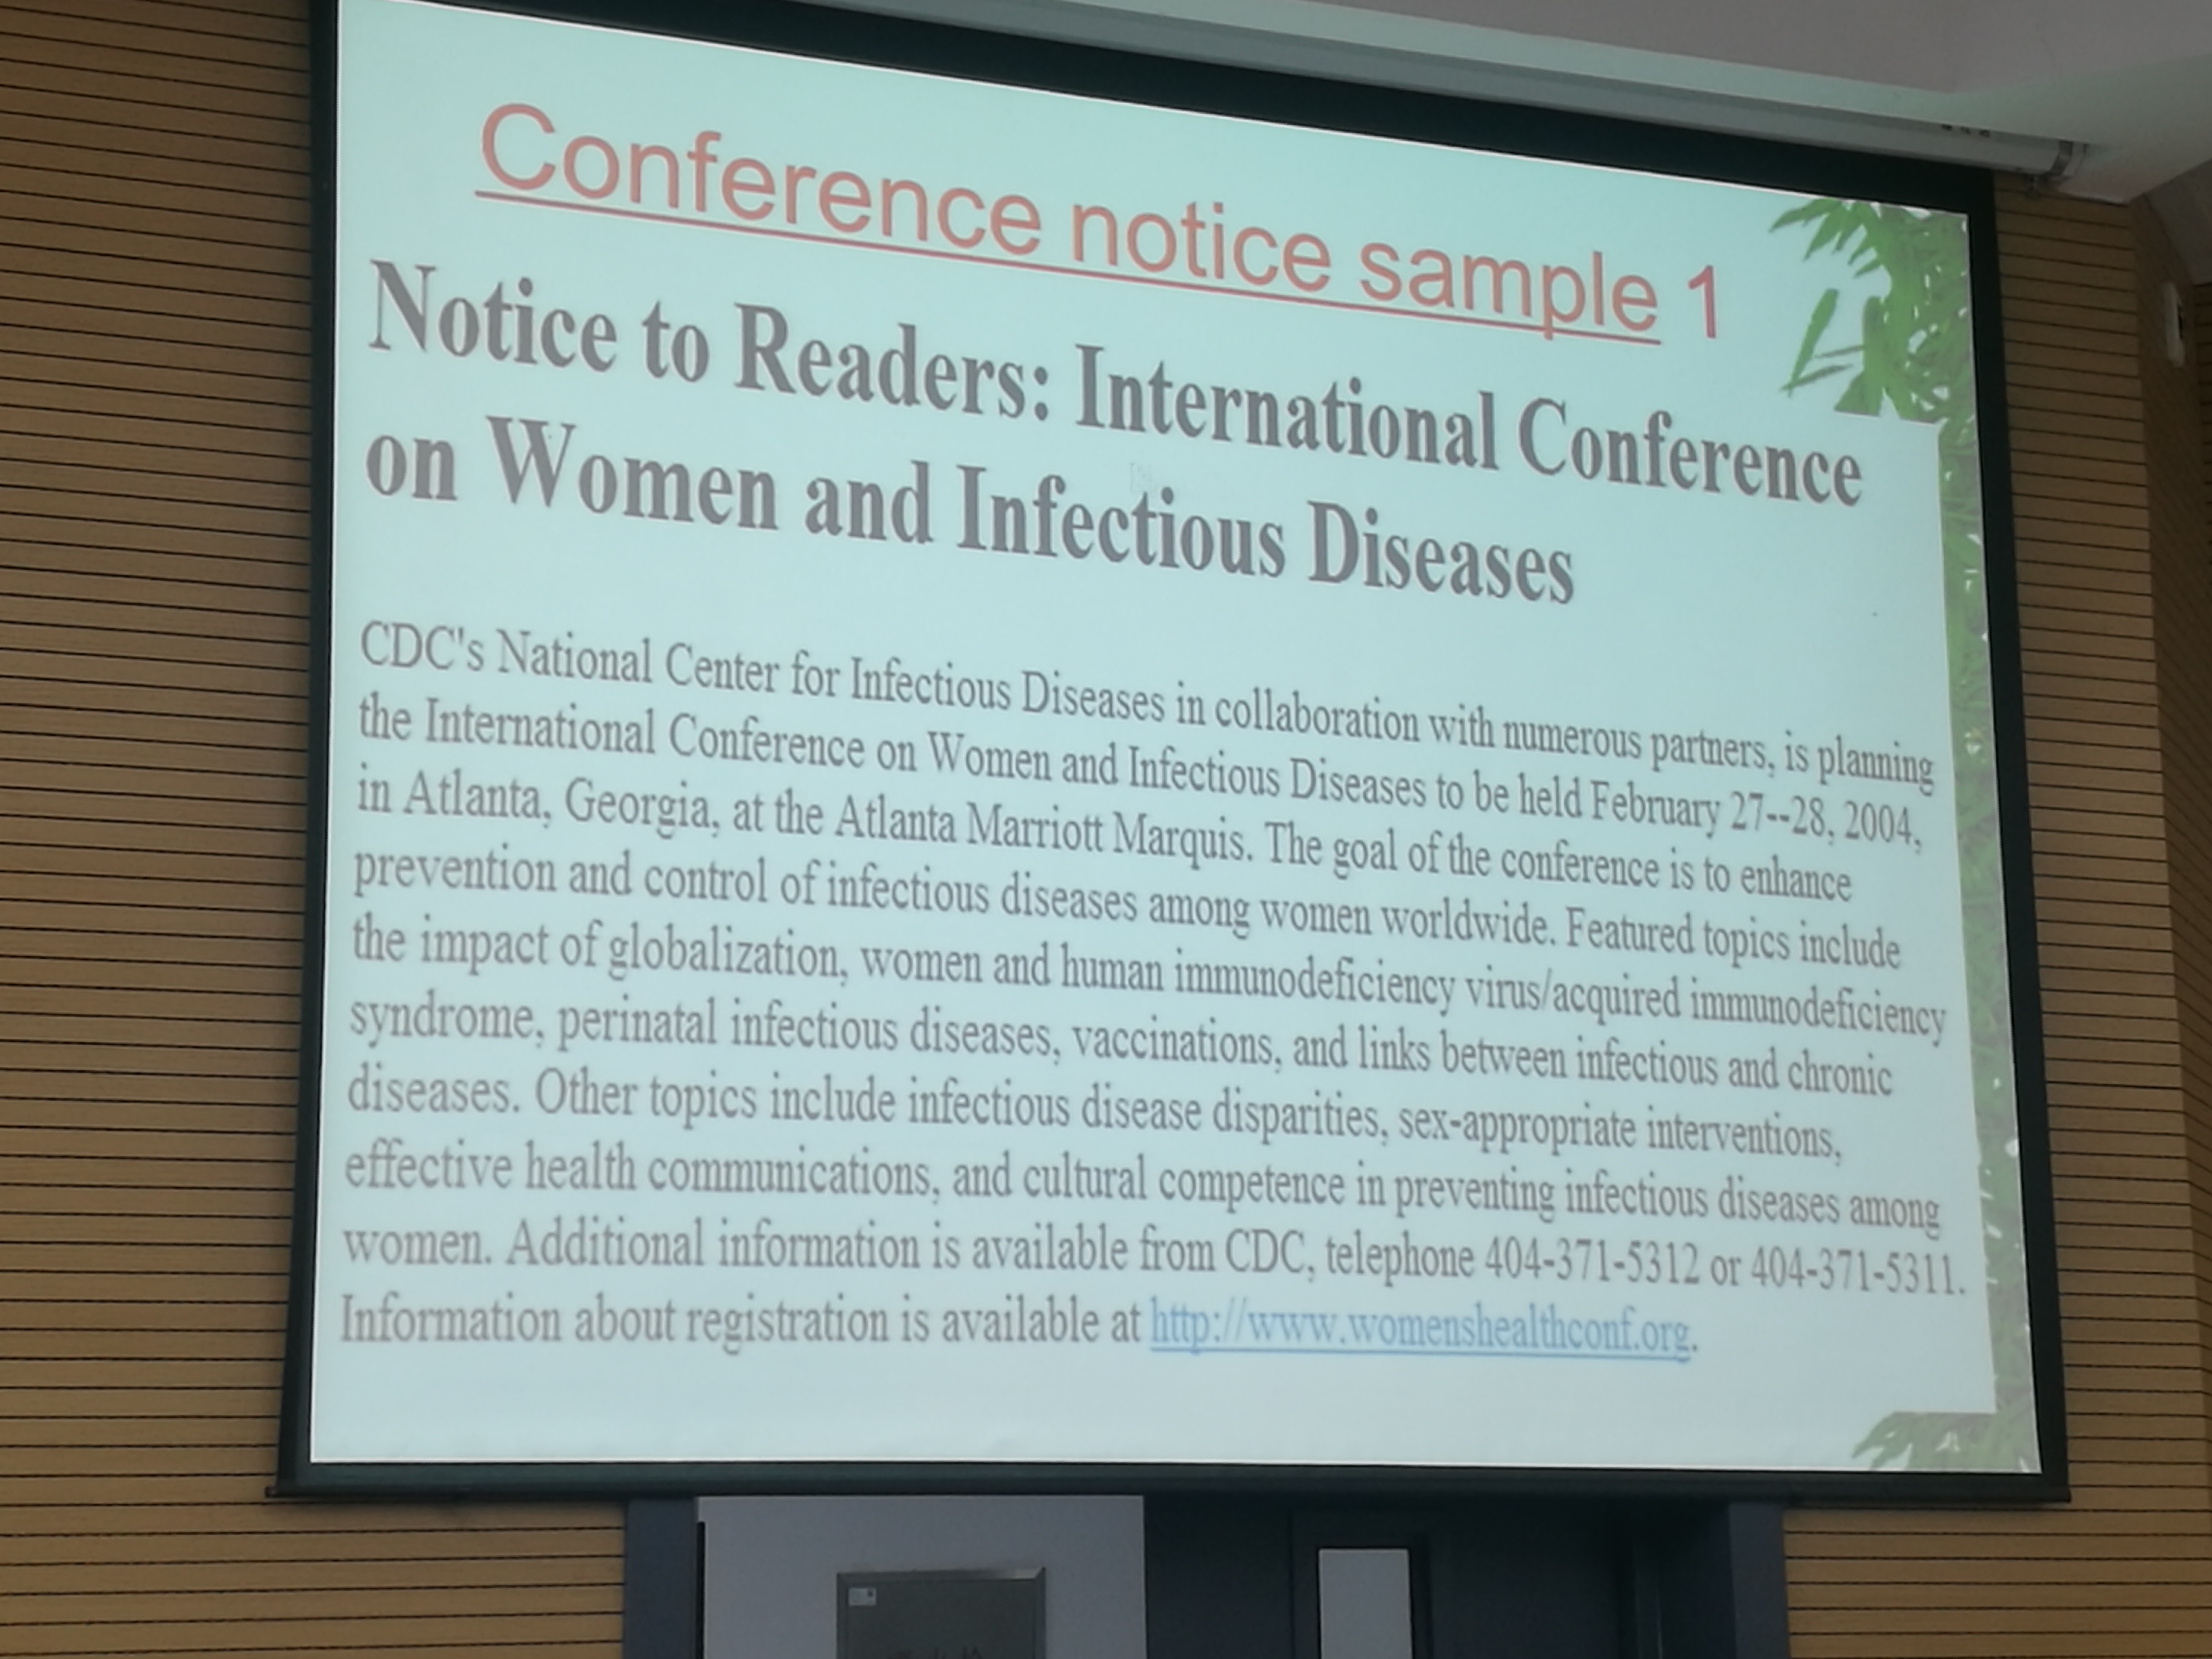 Conference notice sample 1
Notice to Readers: International Conference
on Women and Infectious Diseases
CDC's National Center for Infectious Diseases in collaboration with numerous partners, is planning
the International Conference on Women and Infectious Diseases to be held February 27--28, 2004,
in Atlanta, Georgia, at the Atlanta Marriott Marquis. The goal of the conference is to enhance
prevention and control of infectious diseases among women worldwide. Featured topics include
the impact of globalization, women and human immunodeficiency virus/acquired immunodeficiency
syndrome, perinatal infectious diseases, vaccinations, and links between infectious and chronic
diseases. Other topics include infectious disease disparities, sex-appropriate interventions,
effective health communications, and cultural competence in preventing infectious diseases among
women. Additional information is available from CDC, telephone 404-371-5312 or 404-371-5311.
Information about registration is available at http://www.womenshealthconf.org.